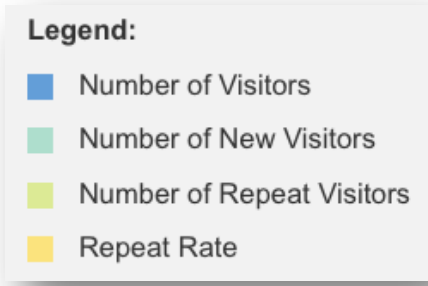 Legend:
Number of Visitors
Number of New Visitors
Number of Repeat Visitors
Repeat Rate